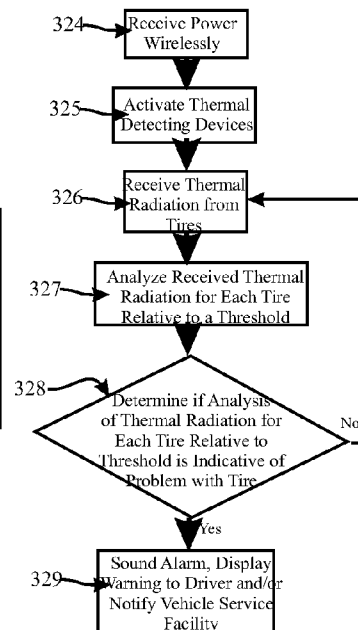 324
Receive Power
Wirelessly
325
Activate Thermal
Detecting Devices
326
Receive Thermal
Radiation from
Tires
327
Analyze Received Thermal
Radiation for Each Tire
Relative to a Threshold
328
Determine if Analysis
of Thermal Radiation for
Each Tire Relative to
Threshold is Indicative of
Problem with Tire
No
Yes
329
Sound Alarm, Display
Warning to Driver and/or
Notify Vehicle Service
Facility